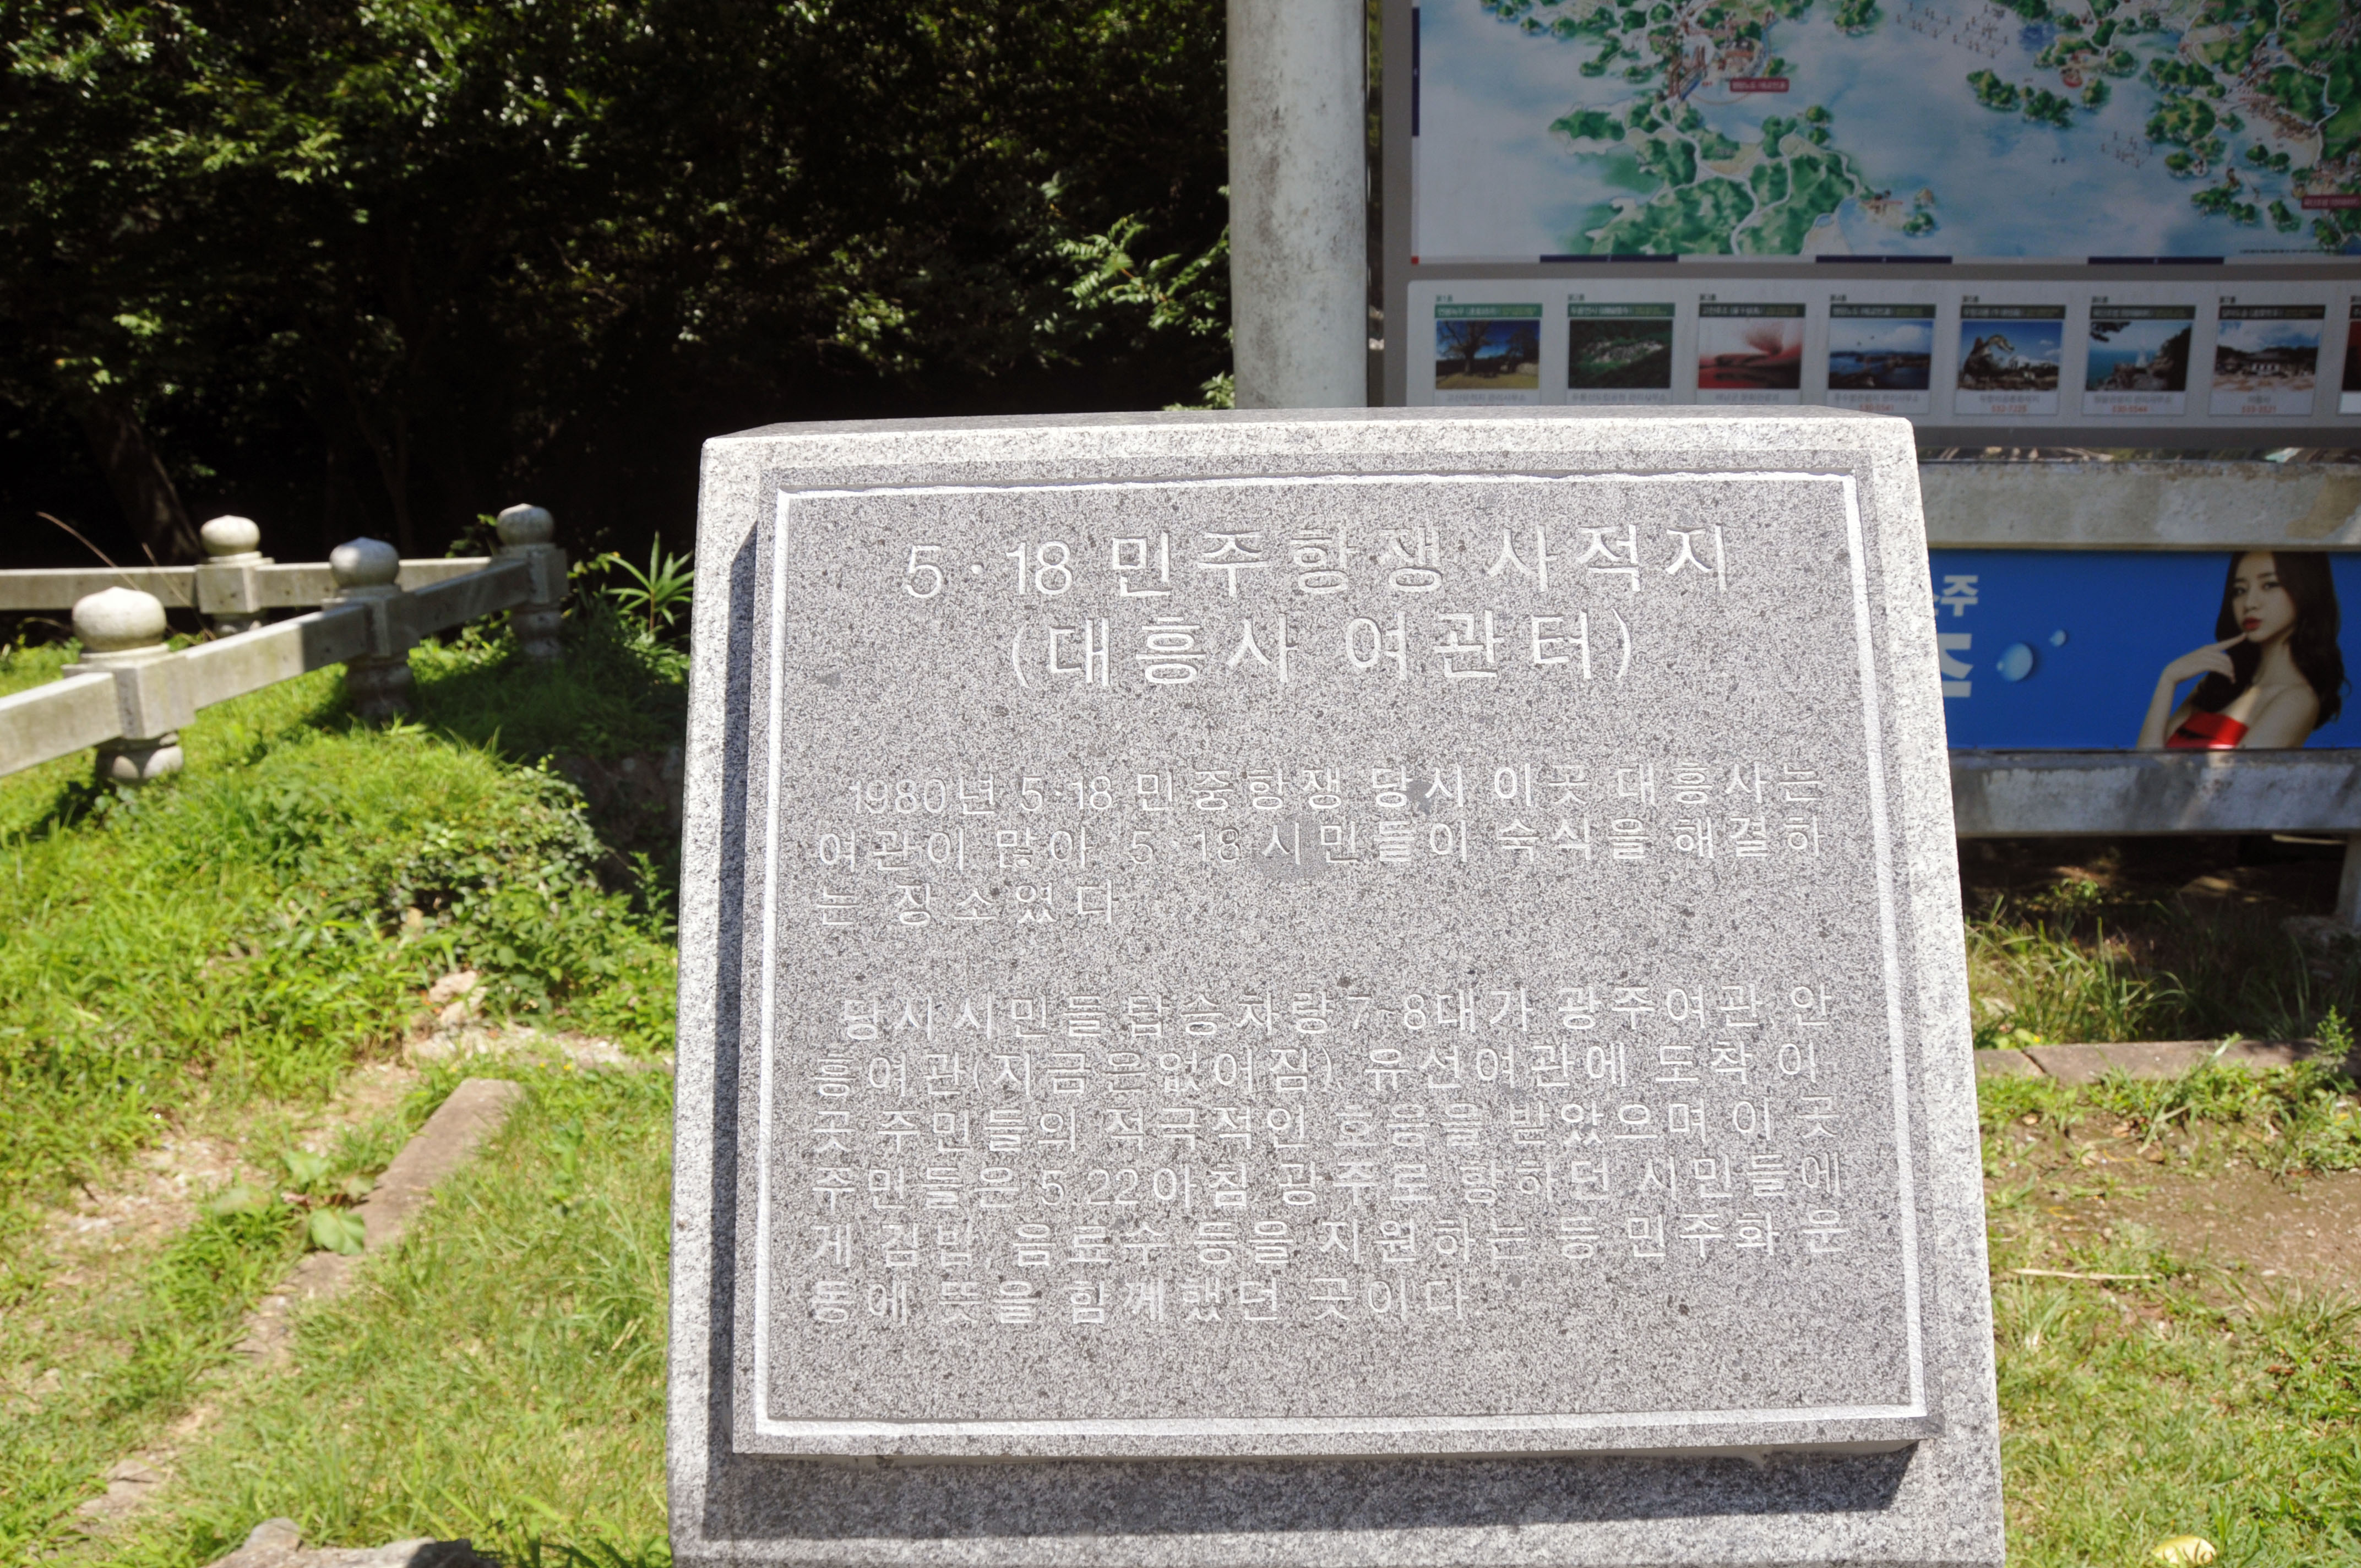 5·18 민주항쟁 사적지
(대흥사 여관터)
1980년 5·18 민중항쟁 당시 이곳 대흥사는
여관이 많아 5·18 시민들이 숙식을 해결하
는 장소였다
당시 시민들 탑승차량 7, 8대가 광주여관, 안
흥여관(지금은없어짐), 유선여관에 도착 이
곳 주민들의 적극적인 호응을 받았으며 이 곳
주민들은 5.22아침 광주로 향하던 시민들에
게 김밥, 음료수 등을 지원하는 등 민주화 운
동에 뜻을 함께했던 곳이다